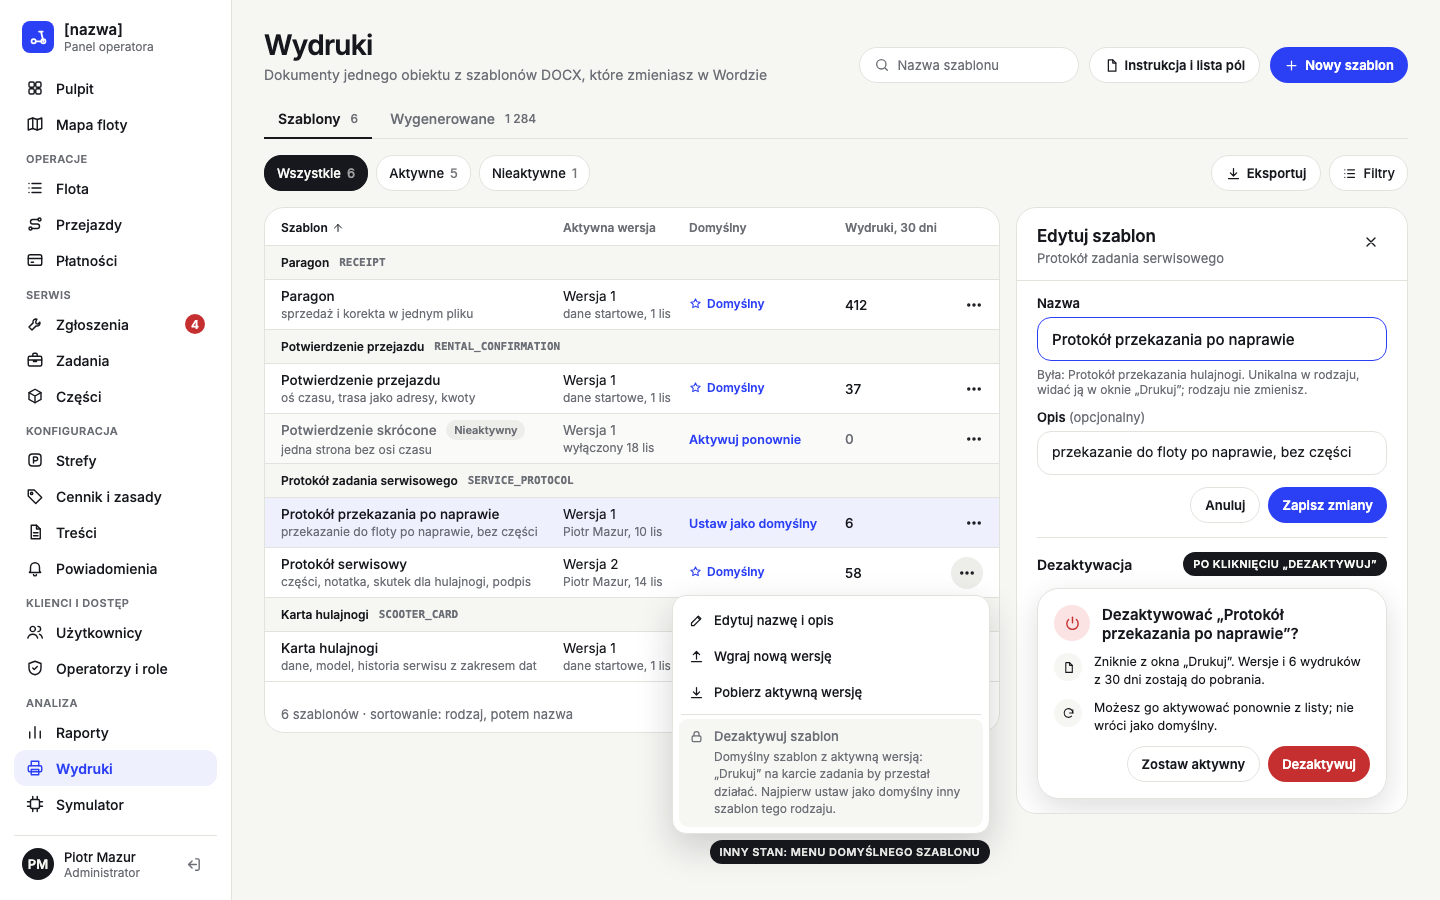 [nazwa]
Panel operatora
Pulpit
Mapa floty
OPERACJE
Flota
Przejazdy
Płatności
SERWIS
Zgłoszenia 4
Zadania
Części
KONFIGURACJA
Strefy
Cennik i zasady
Treści
Powiadomienia
KLIENCI I DOSTĘP
Użytkownicy
Operatorzy i role
ANALIZA
Raporty
Wydruki
Symulator
PM
Piotr Mazur
Administrator
Wydruki
Dokumenty jednego obiektu z szablonów DOCX, które zmieniasz w Wordzie
Nazwa szablonu
Instrukcja i lista pól
Nowy szablon
Szablony 6
Wygenerowane 1 284
Wszystkie 6
Aktywne 5
Nieaktywne 1
Eksportuj
Filtry
Szablon Aktywna wersja Domyślny Wydruki, 30 dni
Paragon RECEIPT
Paragon Wersja 1 Domyślny 412
sprzedaż i korekta w jednym pliku dane startowe, 1 lis
Potwierdzenie przejazdu RENTAL_CONFIRMATION
Potwierdzenie przejazdu Wersja 1 Domyślny 37
oś czasu, trasa jako adresy, kwoty dane startowe, 1 lis
Potwierdzenie skrócone Nieaktywny Wersja 1 Aktywuj ponownie 0
jedna strona bez osi czasu wyłączony 18 lis
Protokół zadania serwisowego SERVICE_PROTOCOL
Protokół przekazania po naprawie Wersja 1 Ustaw jako domyślny 6
przekazanie do floty po naprawie, bez części Piotr Mazur, 10 lis
Protokół serwisowy Wersja 2 Domyślny 58
części, notatka, skutek dla hulajnogi, podpis Piotr Mazur, 14 lis
Karta hulajnogi SCOOTER_CARD
Karta hulajnogi Wersja 1
dane, model, historia serwisu z zakresem dat dane startowe, 1 lis
6 szablonów · sortowanie: rodzaj, potem nazwa
Edytuj nazwę i opis
Wgraj nową wersję
Pobierz aktywną wersję
Dezaktywuj szablon
Domyślny szablon z aktywną wersją:
„Drukuj” na karcie zadania by przestał
działać. Najpierw ustaw jako domyślny inny
szablon tego rodzaju.
INNY STAN: MENU DOMYŚLNEGO SZABLONU
Edytuj szablon
Protokół zadania serwisowego
Nazwa
Protokół przekazania po naprawie
Była: Protokół przekazania hulajnogi. Unikalna w rodzaju,
widać ją w oknie „Drukuj”; rodzaju nie zmienisz.
Opis (opcjonalny)
przekazanie do floty po naprawie, bez części
Anuluj
Zapisz zmiany
Dezaktywacja
PO KLIKNIĘCIU „DEZAKTYWUJ”
Dezaktywować „Protokół
przekazania po naprawie”?
Zniknie z okna „Drukuj”. Wersje i 6 wydruków
z 30 dni zostają do pobrania.
Możesz go aktywować ponownie z listy; nie
wróci jako domyślny.
Zostaw aktywny
Dezaktywuj